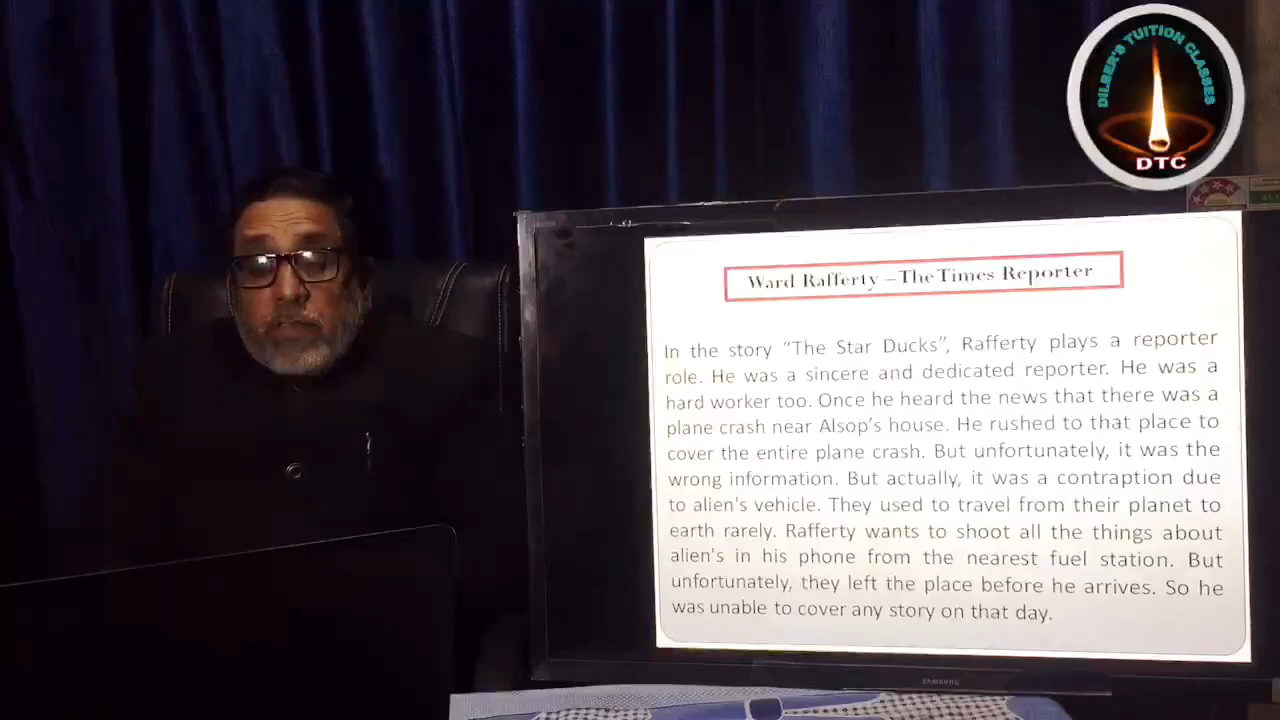 DILBER'S TUITION CLASSES
DTC
Ward Rafferty –The Times Reporter
In the story “The Star Ducks”, Rafferty plays a reporter
role. He was a sincere and dedicated reporter. He was a
hard worker too. Once he heard the news that there was a
plane crash near Alsop’s house. He rushed to that place to
cover the entire plane crash. But unfortunately, it was the
wrong information. But actually, it was a contraption due
to alien's vehicle. They used to travel from their planet to
earth rarely. Rafferty wants to shoot all the things about
alien's in his phone from the nearest fuel station. But
unfortunately, they left the place before he arrives. So he
was unable to cover any story on that day.
SAMSUNG